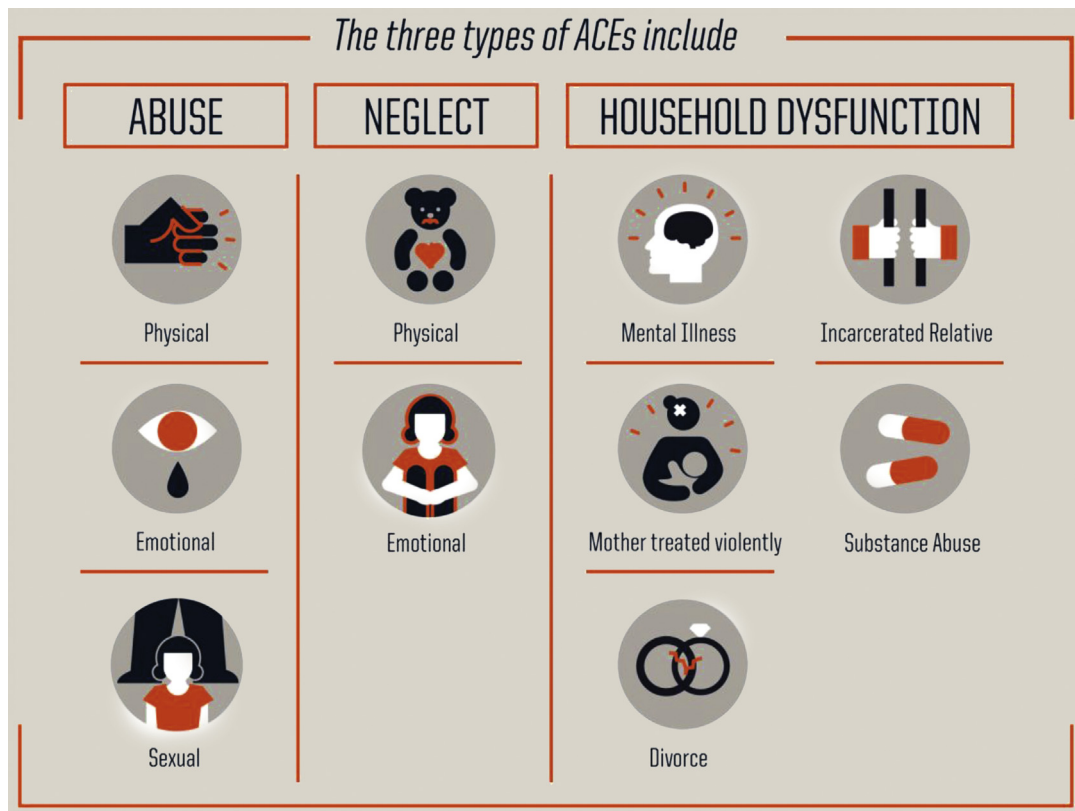 The three types of ACEs include
ABUSE
NEGLECT
HOUSEHOLD DYSFUNCTION
Physical
Physical
Mental Illness
Incarcerated Relative
Emotional
Emotional
Mother treated violently
Substance Abuse
Sexual
Divorce